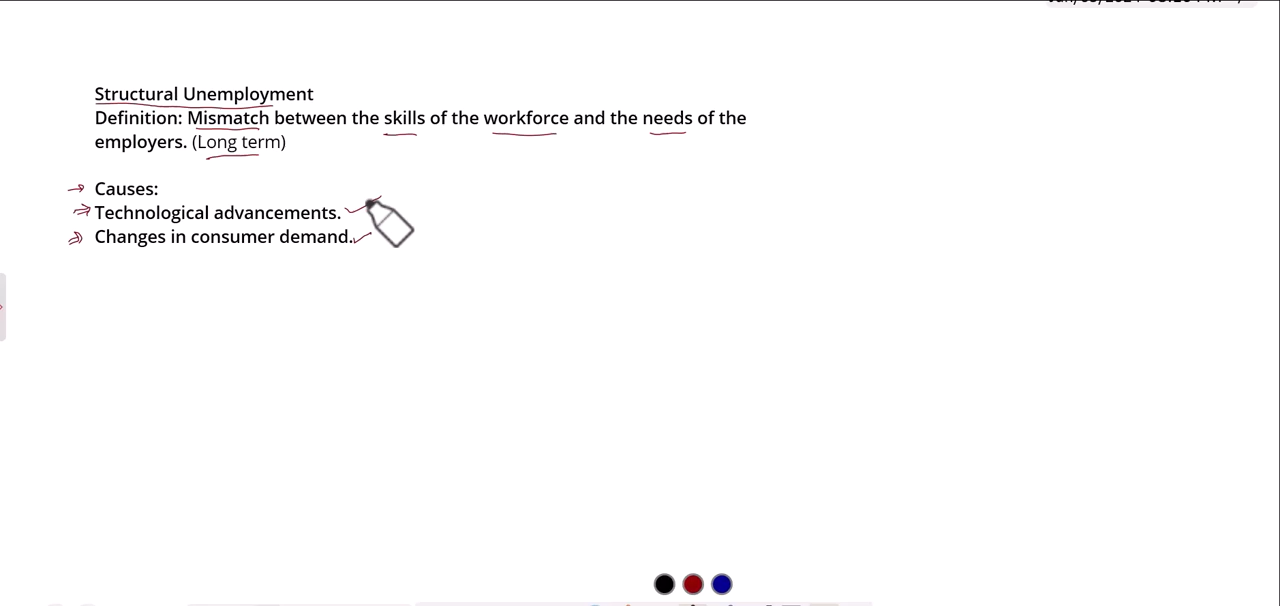 Structural Unemployment
Definition: Mismatch between the skills of the workforce and the needs of the
employers. (Long term)
Causes:
Technological advancements.
Changes in consumer demand.